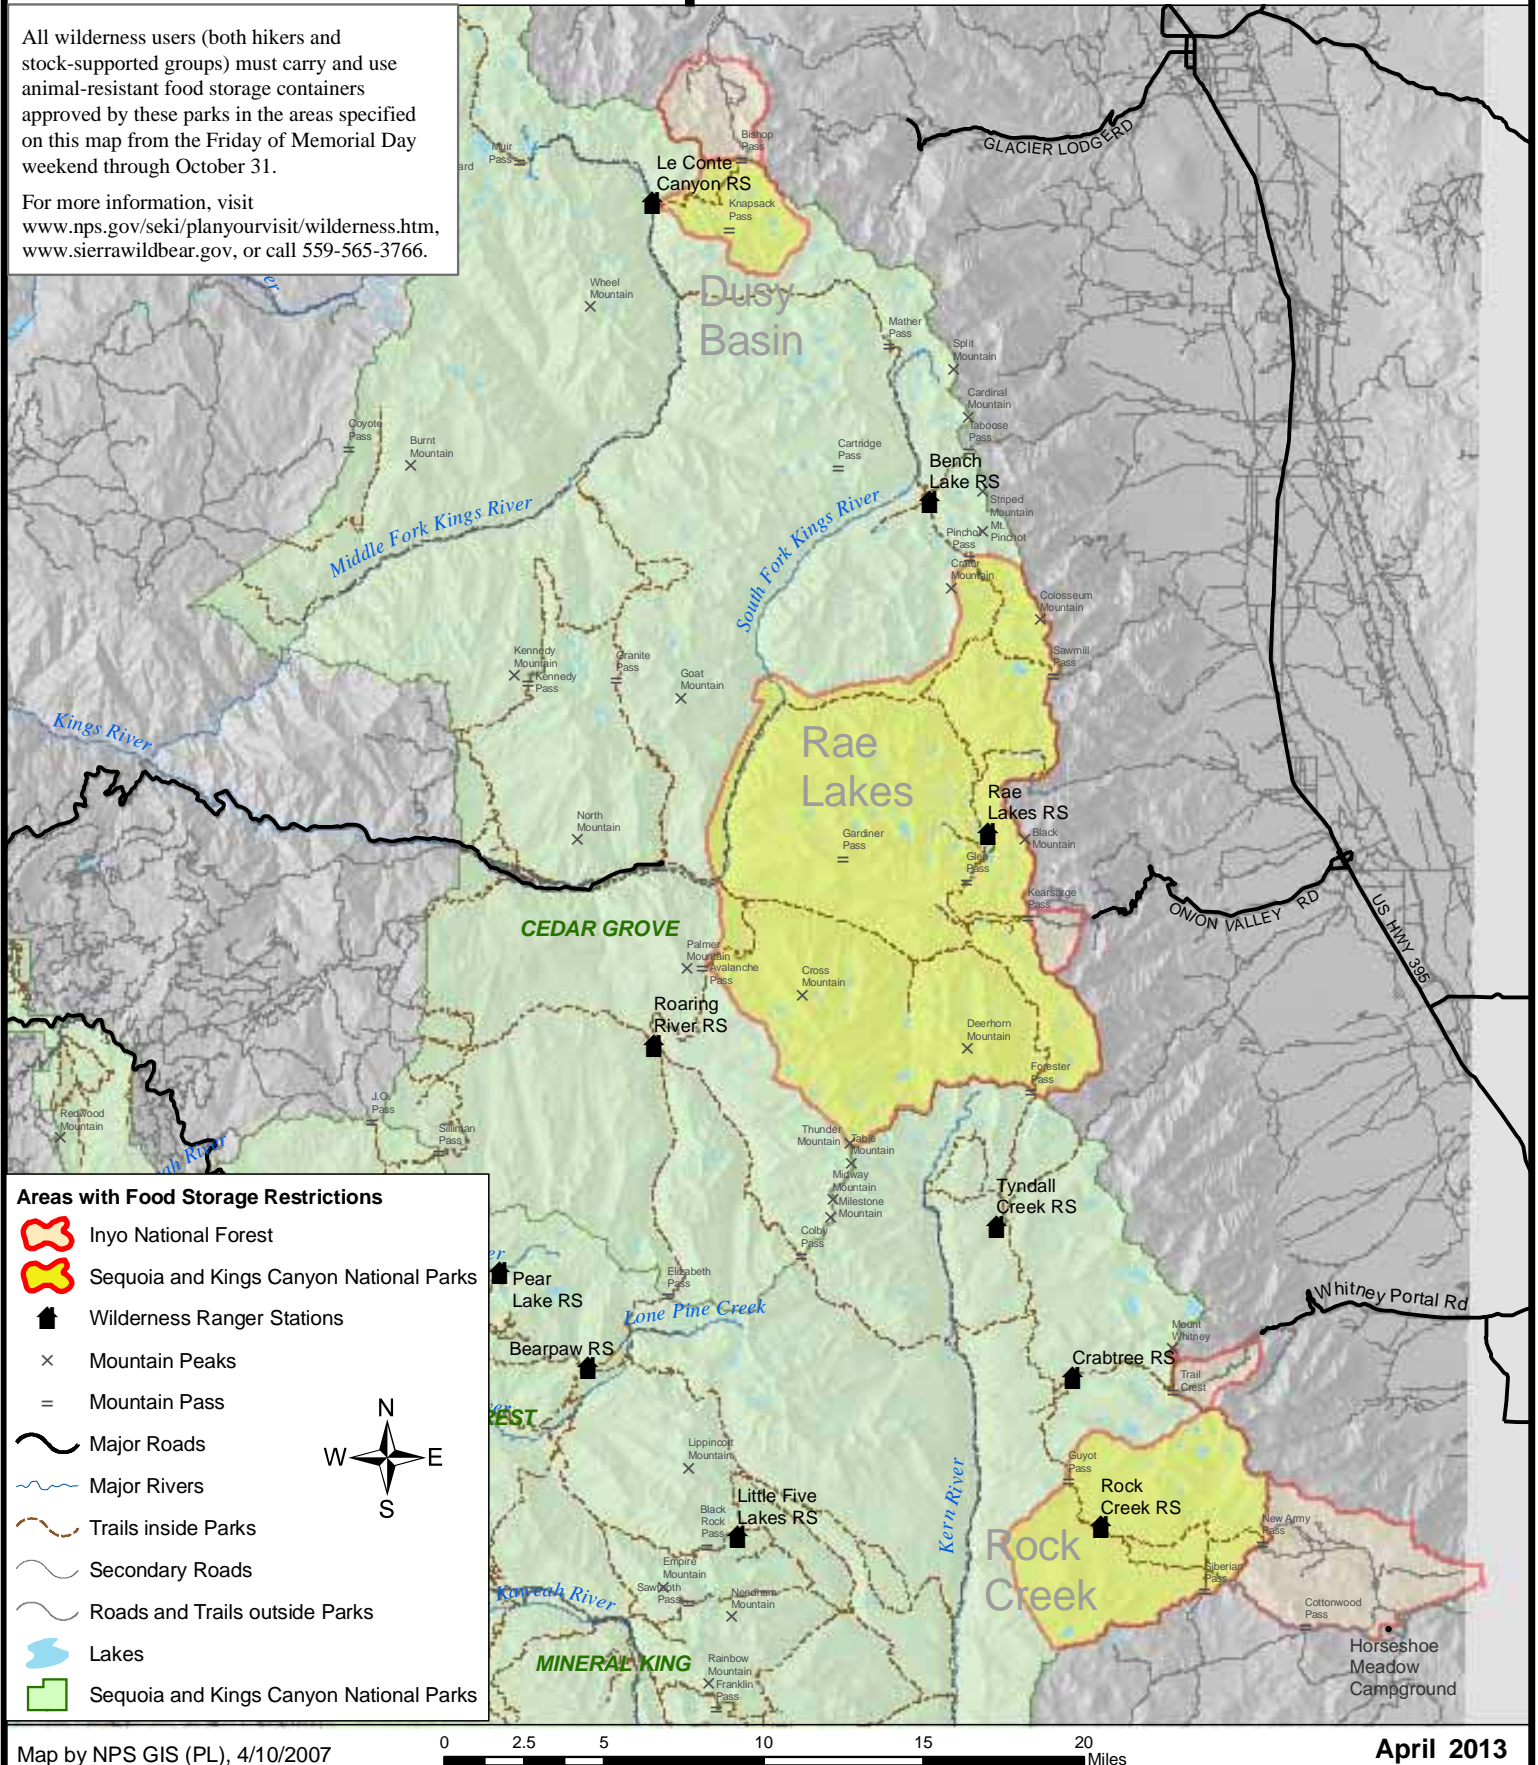 All wilderness users (both hikers and
stock-supported groups) must carry and use
animal-resistant food storage containers
approved by these parks in the areas specified
on this map from the Friday of Memorial Day
weekend through October 31.
For more information, visit
www.nps.gov/seki/planyourvisit/wilderness.htm,
www.sierrawildbear.gov, or call 559-565-3766.
GLACIER LODGERD
Muir
Pass
ard
Bishop
Pass
Le Conte
Canyon RS
Knapsack
Pass
er
Wheel
Mountain
Dusy
Basin
Mather
Pass
Split
Mountain
Cardinal
Mountain
Taboose
Pass
Coyote
Pass
Burnt
Mountain
Cartridge
Pass
Bench
Lake RS
Striped
Mountain
Mt.
Pinchot
Pinchot
Pass
Middle Fork Kings River
South Fork Kings River
Crater
Mountain
Colosseum
Mountain
Sawmill
Pass
Kennedy
Mountain
Kennedy
Pass
Granite
Pass
Goat
Mountain
Kings River
Rae
Lakes
Rae
Lakes RS
North
Mountain
Gardiner
Pass
Black
Mountain
Glen
Pass
Kearsarge
Pass
ONION VALLEY RD
US HWY 395
CEDAR GROVE
Palmer
Mountain
Avalanche
Pass
Cross
Mountain
Roaring
River RS
Deerhorn
Mountain
Forester
Pass
J.O.
Pass
Redwood
Mountain
Silliman
Pass
Thunder
Mountain
Table
Mountain
ah River
Midway
Mountain
Milestone
Mountain
Tyndall
Creek RS
Colby
Pass
er
Pear
Lake RS
Elizabeth
Pass
Lone Pine Creek
Whitney Portal Rd
Mount
Whitney
Bearpaw RS
Crabtree RS
Trail
Crest
er
REST
Lippincott
Mountain
Guyot
Pass
Rock
Creek RS
Kern River
Little Five
Lakes RS
Black
Rock
Pass
New Army
Pass
Rock
Creek
Empire
Mountain
Sawtooth
Pass
Siberian
Pass
Kaweah River
Needham
Mountain
Cottonwood
Pass
Horseshoe
Meadow
Campground
MINERAL KING
Rainbow
Mountain
Franklin
Pass
Areas with Food Storage Restrictions
Inyo National Forest
Sequoia and Kings Canyon National Parks
Wilderness Ranger Stations
Mountain Peaks
Mountain Pass
Major Roads
Major Rivers
Trails inside Parks
Secondary Roads
Roads and Trails outside Parks
Lakes
Sequoia and Kings Canyon National Parks
N
W E
S
Map by NPS GIS (PL), 4/10/2007
0 2.5 5 10 15 20
Miles
April 2013